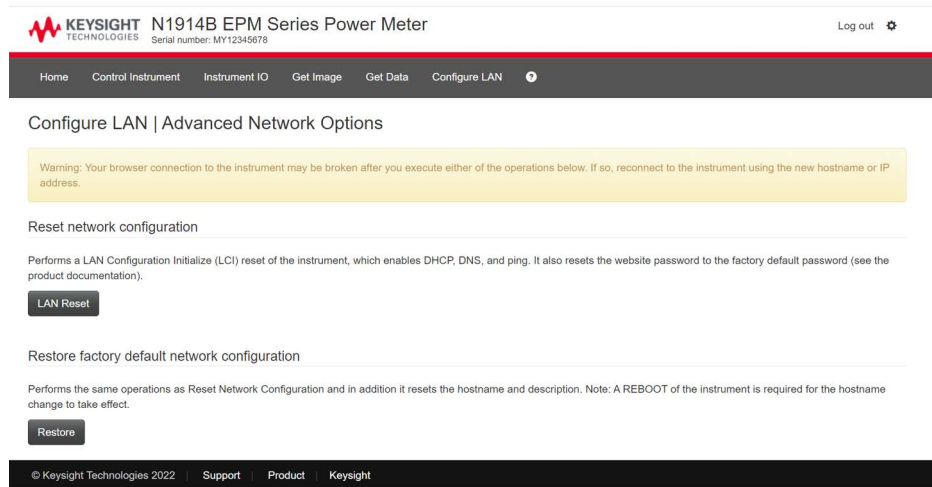 KEYSIGHT
TECHNOLOGIES
N1914B EPM Series Power Meter
Serial number: MY12345678
Log out
Home Control Instrument Instrument IO Get Image Get Data Configure LAN ?
Configure LAN | Advanced Network Options
Warning: Your browser connection to the instrument may be broken after you execute either of the operations below. If so, reconnect to the instrument using the new hostname or IP
address.
Reset network configuration
Performs a LAN Configuration Initialize (LCI) reset of the instrument, which enables DHCP, DNS, and ping. It also resets the website password to the factory default password (see the
product documentation).
LAN Reset
Restore factory default network configuration
Performs the same operations as Reset Network Configuration and in addition it resets the hostname and description. Note: A REBOOT of the instrument is required for the hostname
change to take effect.
Restore
© Keysight Technologies 2022 | Support | Product | Keysight